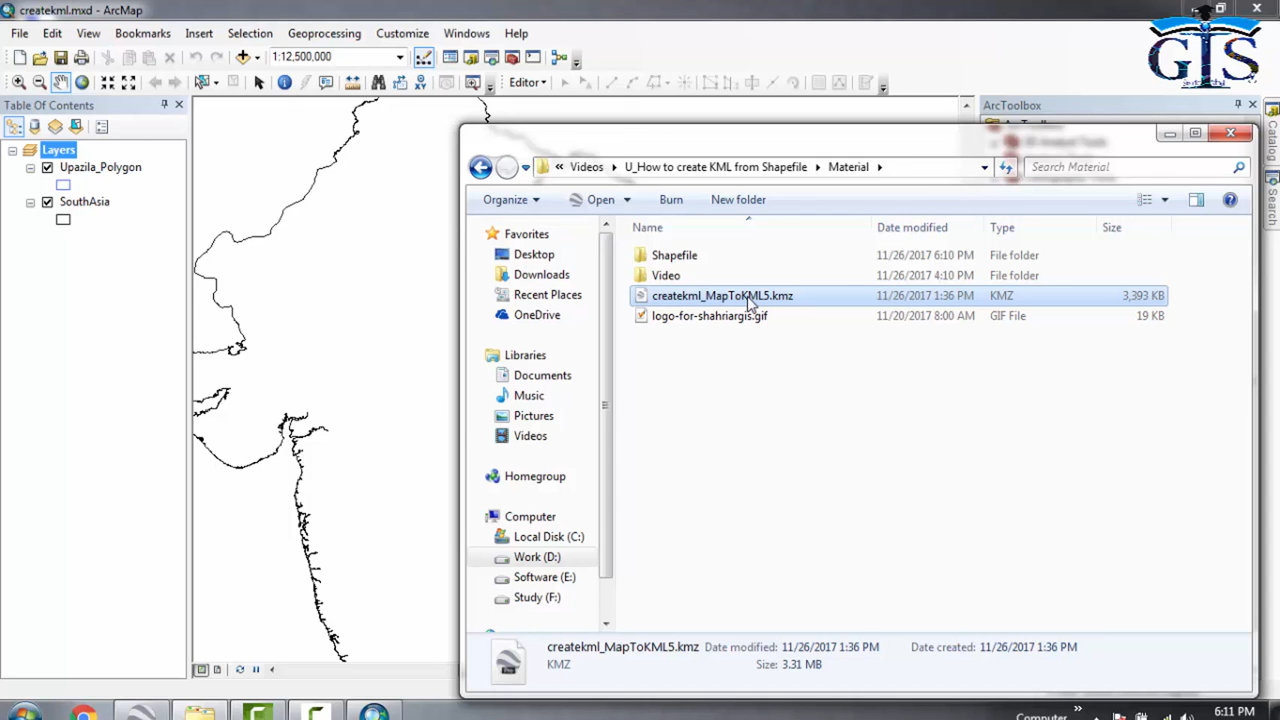 createkml.mxd - ArcMap
File Edit View Bookmarks Insert Selection Geoprocessing Customize Windows Help
1:12,500,000
Editor
GIS
Table Of Contents
ArcToolbox
Layers
Upazila_Polygon
SouthAsia
Catalog
Search
« Videos U_How to create KML from Shapefile Material
Search Material
Organize Open Burn New folder
Name Date modified Type Size
Favorites
Desktop
Downloads
Recent Places
OneDrive
Libraries
Documents
Music
Pictures
Videos
Homegroup
Computer
Local Disk (C:)
Work (D:)
Software (E:)
Study (F:)
Shapefile 11/26/2017 6:10 PM File folder
Video 11/26/2017 4:10 PM File folder
createkml_MapToKML5.kmz 11/26/2017 1:36 PM KMZ 3,393 KB
logo-for-shahriargis.gif 11/20/2017 8:00 AM GIF File 19 KB
createkml_MapToKML5.kmz Date modified: 11/26/2017 1:36 PM Date created: 11/26/2017 1:36 PM
KMZ Size: 3.31 MB
Computer »
6:11 PM